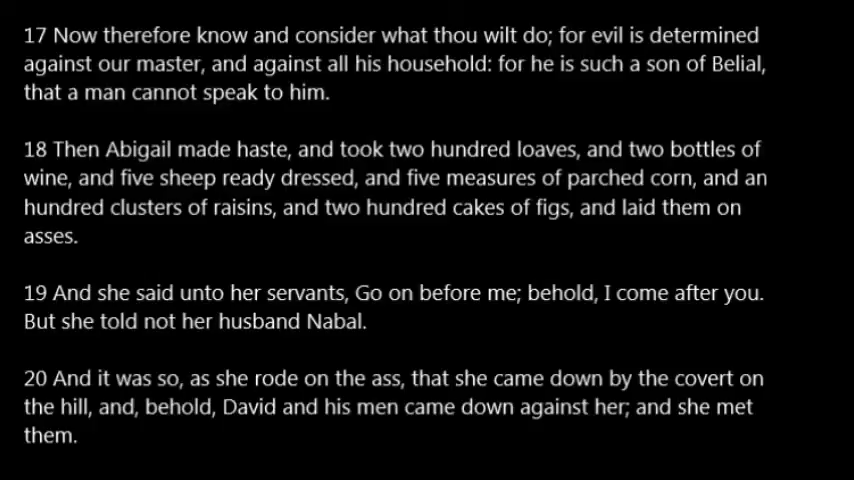 17 Now therefore know and consider what thou wilt do; for evil is determined
against our master, and against all his household: for he is such a son of Belial,
that a man cannot speak to him.
18 Then Abigail made haste, and took two hundred loaves, and two bottles of
wine, and five sheep ready dressed, and five measures of parched corn, and an
hundred clusters of raisins, and two hundred cakes of figs, and laid them on
asses.
19 And she said unto her servants, Go on before me; behold, I come after you.
But she told not her husband Nabal.
20 And it was so, as she rode on the ass, that she came down by the covert on
the hill, and, behold, David and his men came down against her; and she met
them.